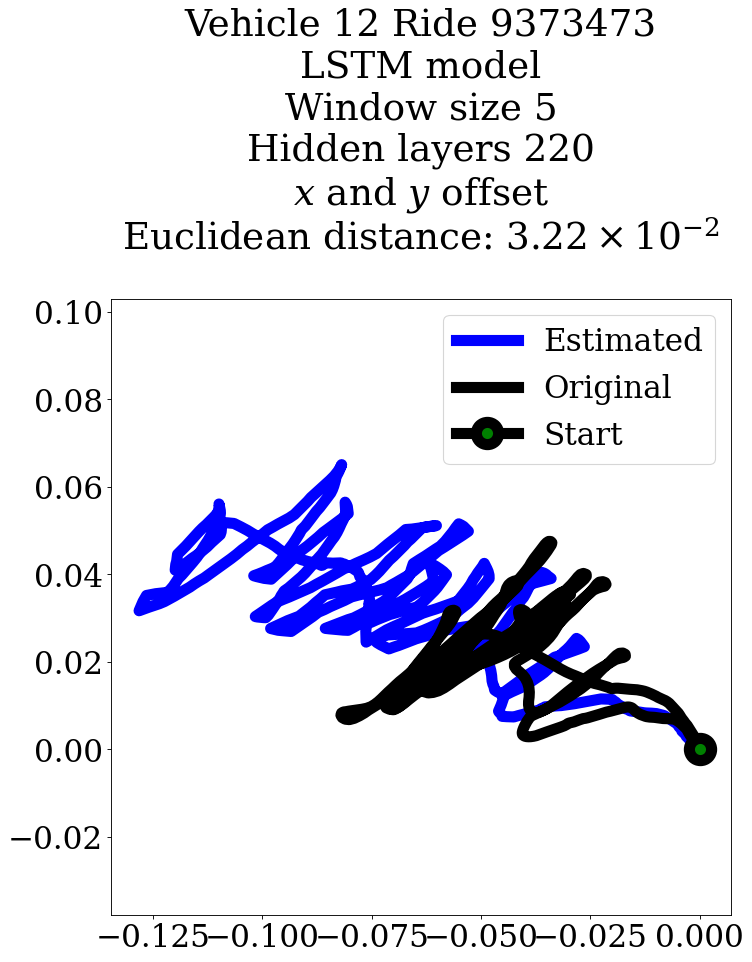 Vehicle 12 Ride 9373473
LSTM model
Window size 5
Hidden layers 220
x and y offset
Euclidean distance: 3.22 × 10⁻²
0.10
0.08
0.06
0.04
0.02
0.00
−0.02
Estimated
Original
Start
−0.125 −0.100 −0.075 −0.050 −0.025 0.000